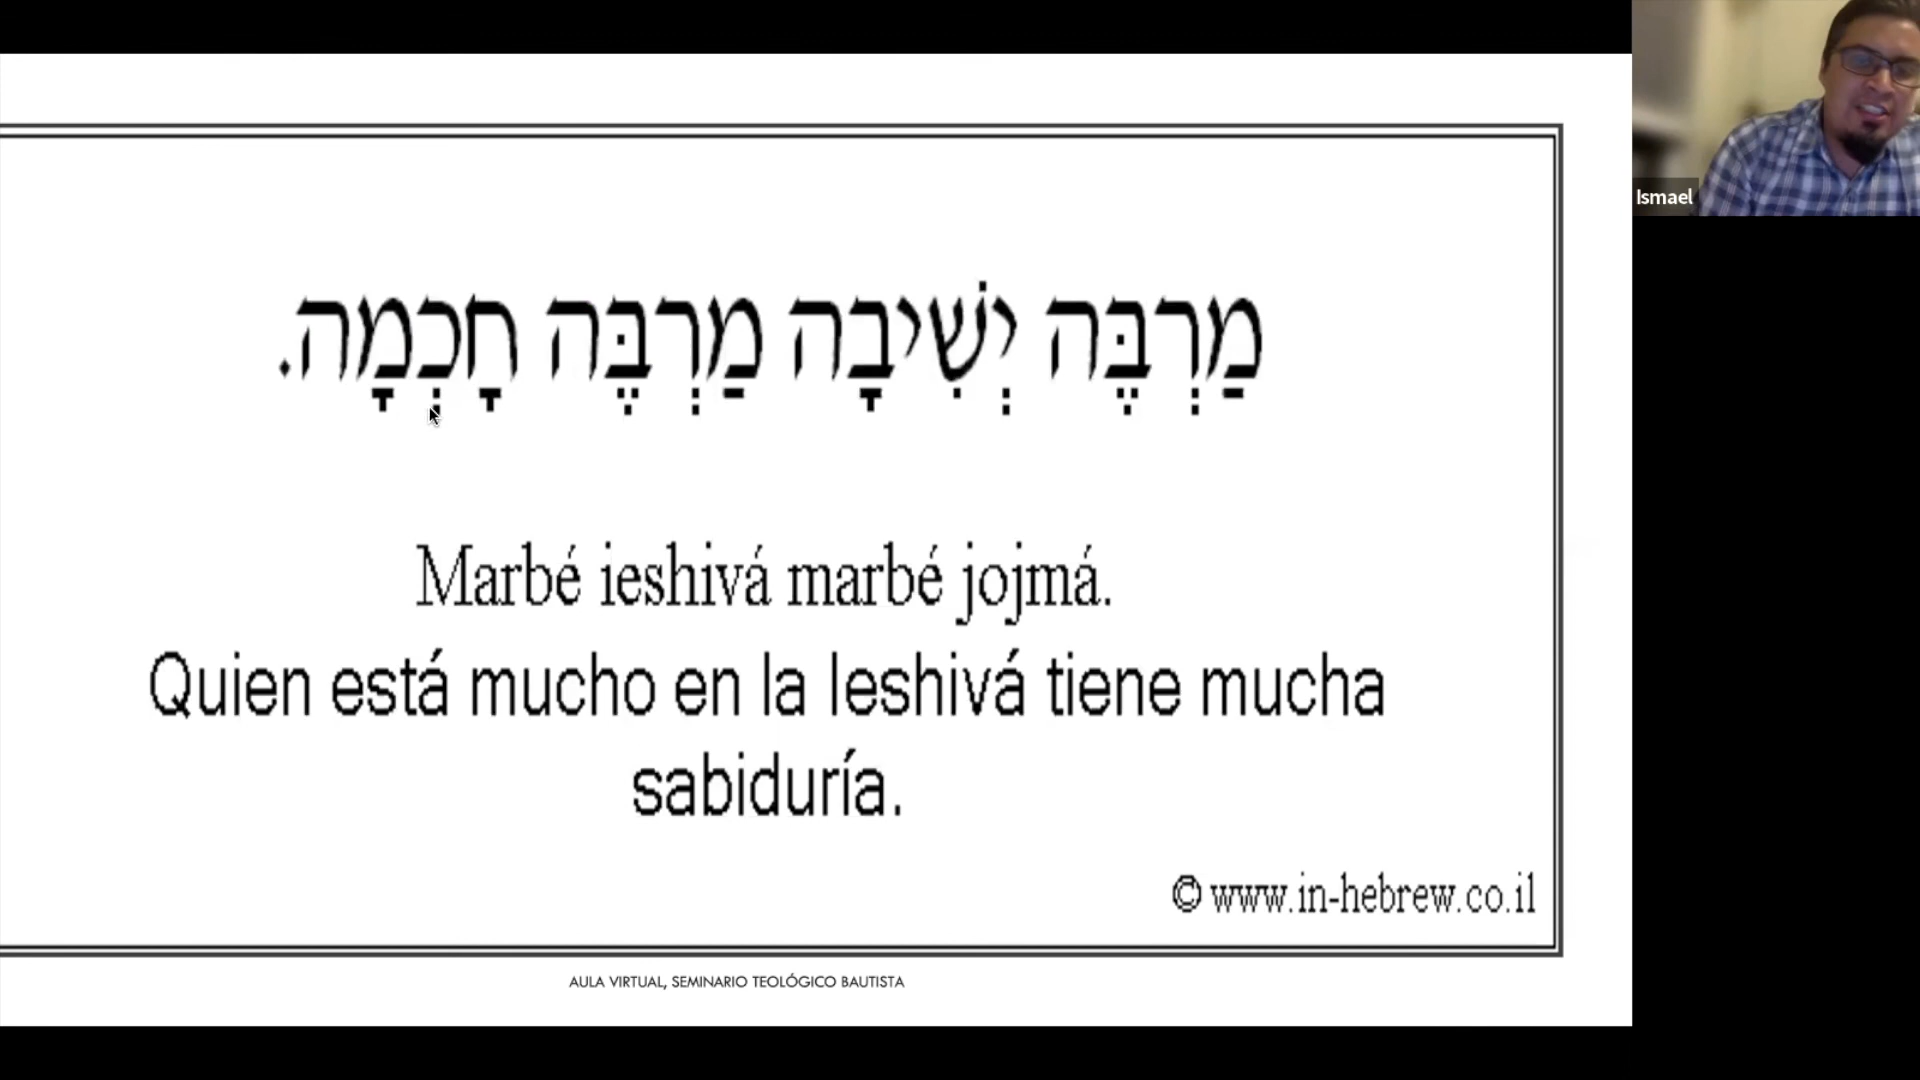 Ismael
מַרְבֶּה יְשִׁיבָה מַרְבֶּה חָכְמָה.
Marbé ieshivá marbé jojmá.
Quien está mucho en la Ieshivá tiene mucha
sabiduría.
© www.in-hebrew.co.il
AULA VIRTUAL, SEMINARIO TEOLÓGICO BAUTISTA